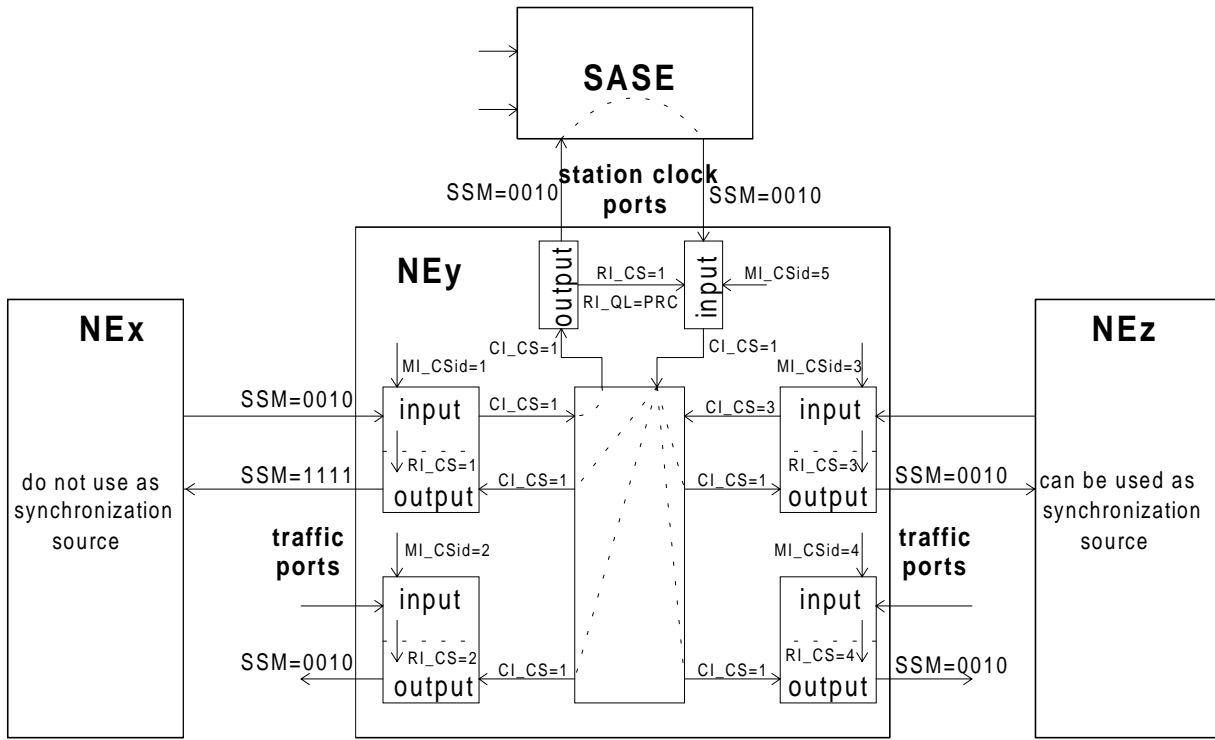 SASE
station clock
ports
SSM=0010
SSM=0010
NEy
output
RI_CS=1
RI_QL=PRC
input
MI_CSid=5
CI_CS=1
CI_CS=1
NEx
NEz
MI_CSid=1
MI_CSid=3
SSM=0010
input
CI_CS=1
CI_CS=3
input
RI_CS=1
RI_CS=3
SSM=1111
output
CI_CS=1
CI_CS=1
output
SSM=0010
do not use as
synchronization
source
can be used as
synchronization
source
traffic
ports
MI_CSid=2
MI_CSid=4
traffic
ports
input
input
RI_CS=2
RI_CS=4
SSM=0010
output
CI_CS=1
CI_CS=1
output
SSM=0010